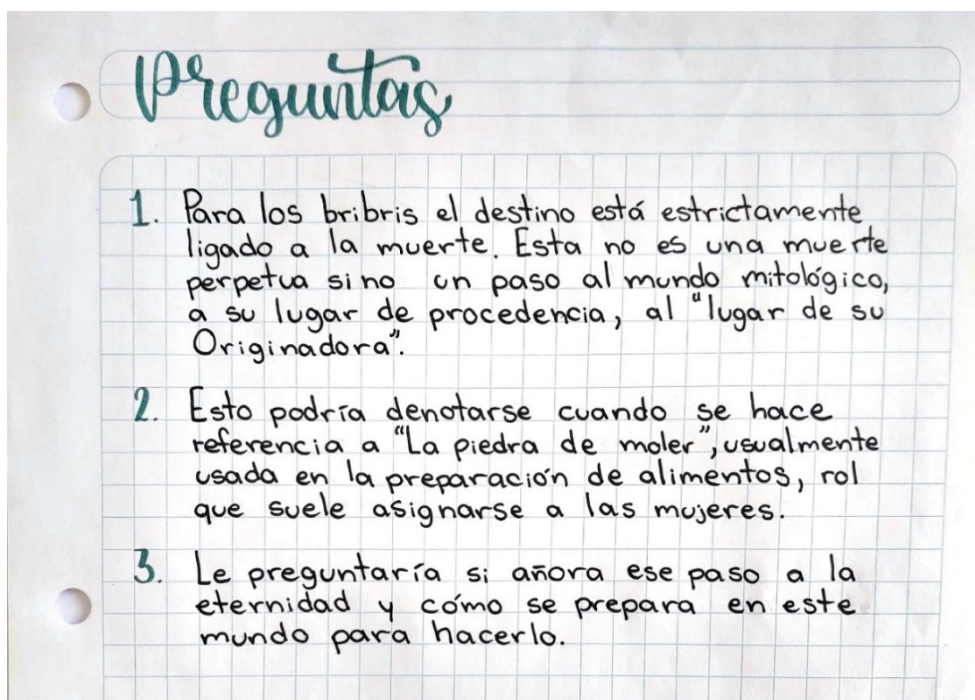 Preguntas
1. Para los bribris el destino está estrictamente
ligado a la muerte. Esta no es una muerte
perpetua sino un paso al mundo mitológico,
a su lugar de procedencia, al "lugar de su
Originadora".
2. Esto podría denotarse cuando se hace
referencia a "La piedra de moler", usualmente
usada en la preparación de alimentos, rol
que suele asignarse a las mujeres.
3. Le preguntaría si añora ese paso a la
eternidad y cómo se prepara en este
mundo para hacerlo.